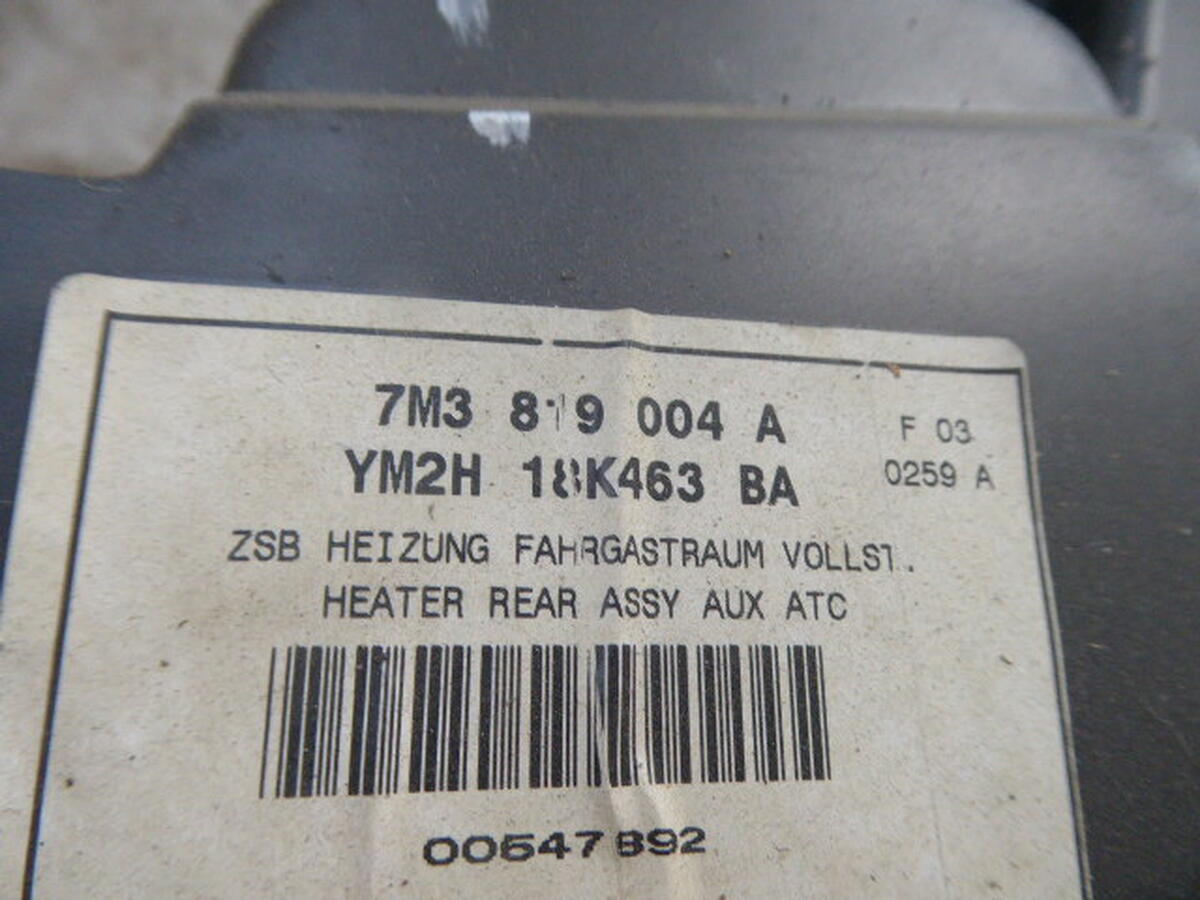 7M3 819 004 A
F 03
YM2H 18K463 BA
0259 A
ZSB HEIZUNG FAHRGASTRAUM VOLLST.
HEATER REAR ASSY AUX ATC
00547892